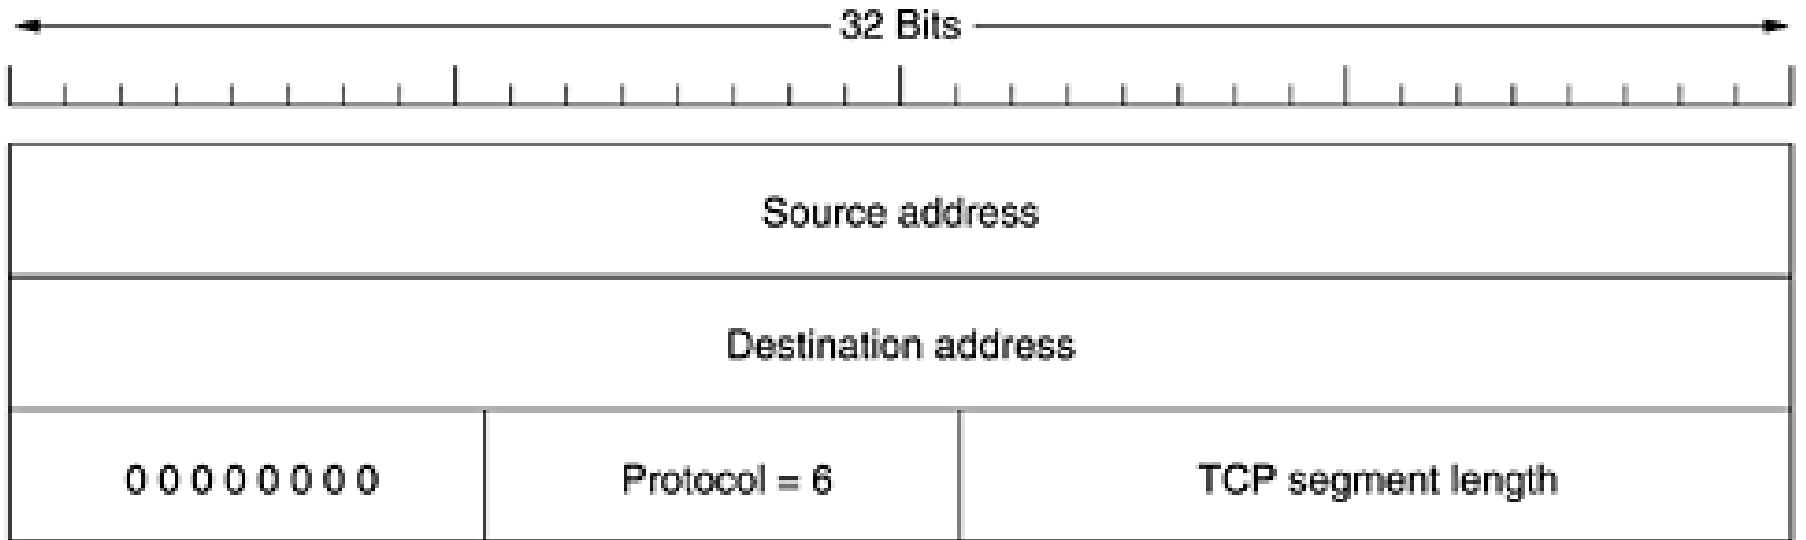 32 Bits
Source address
Destination address
0 0 0 0 0 0 0 0 Protocol = 6 TCP segment length